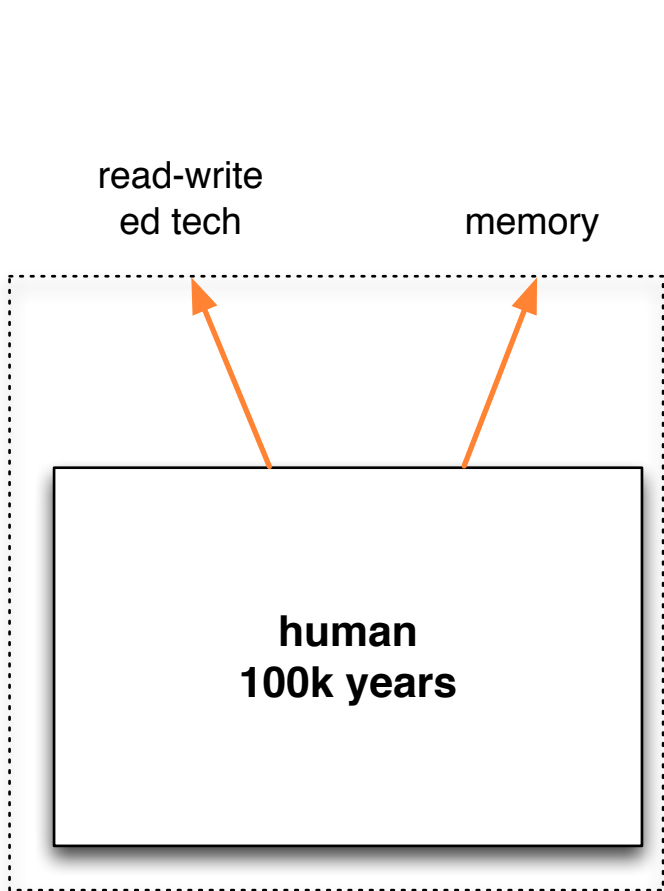 read-write
ed tech
memory
human
100k years